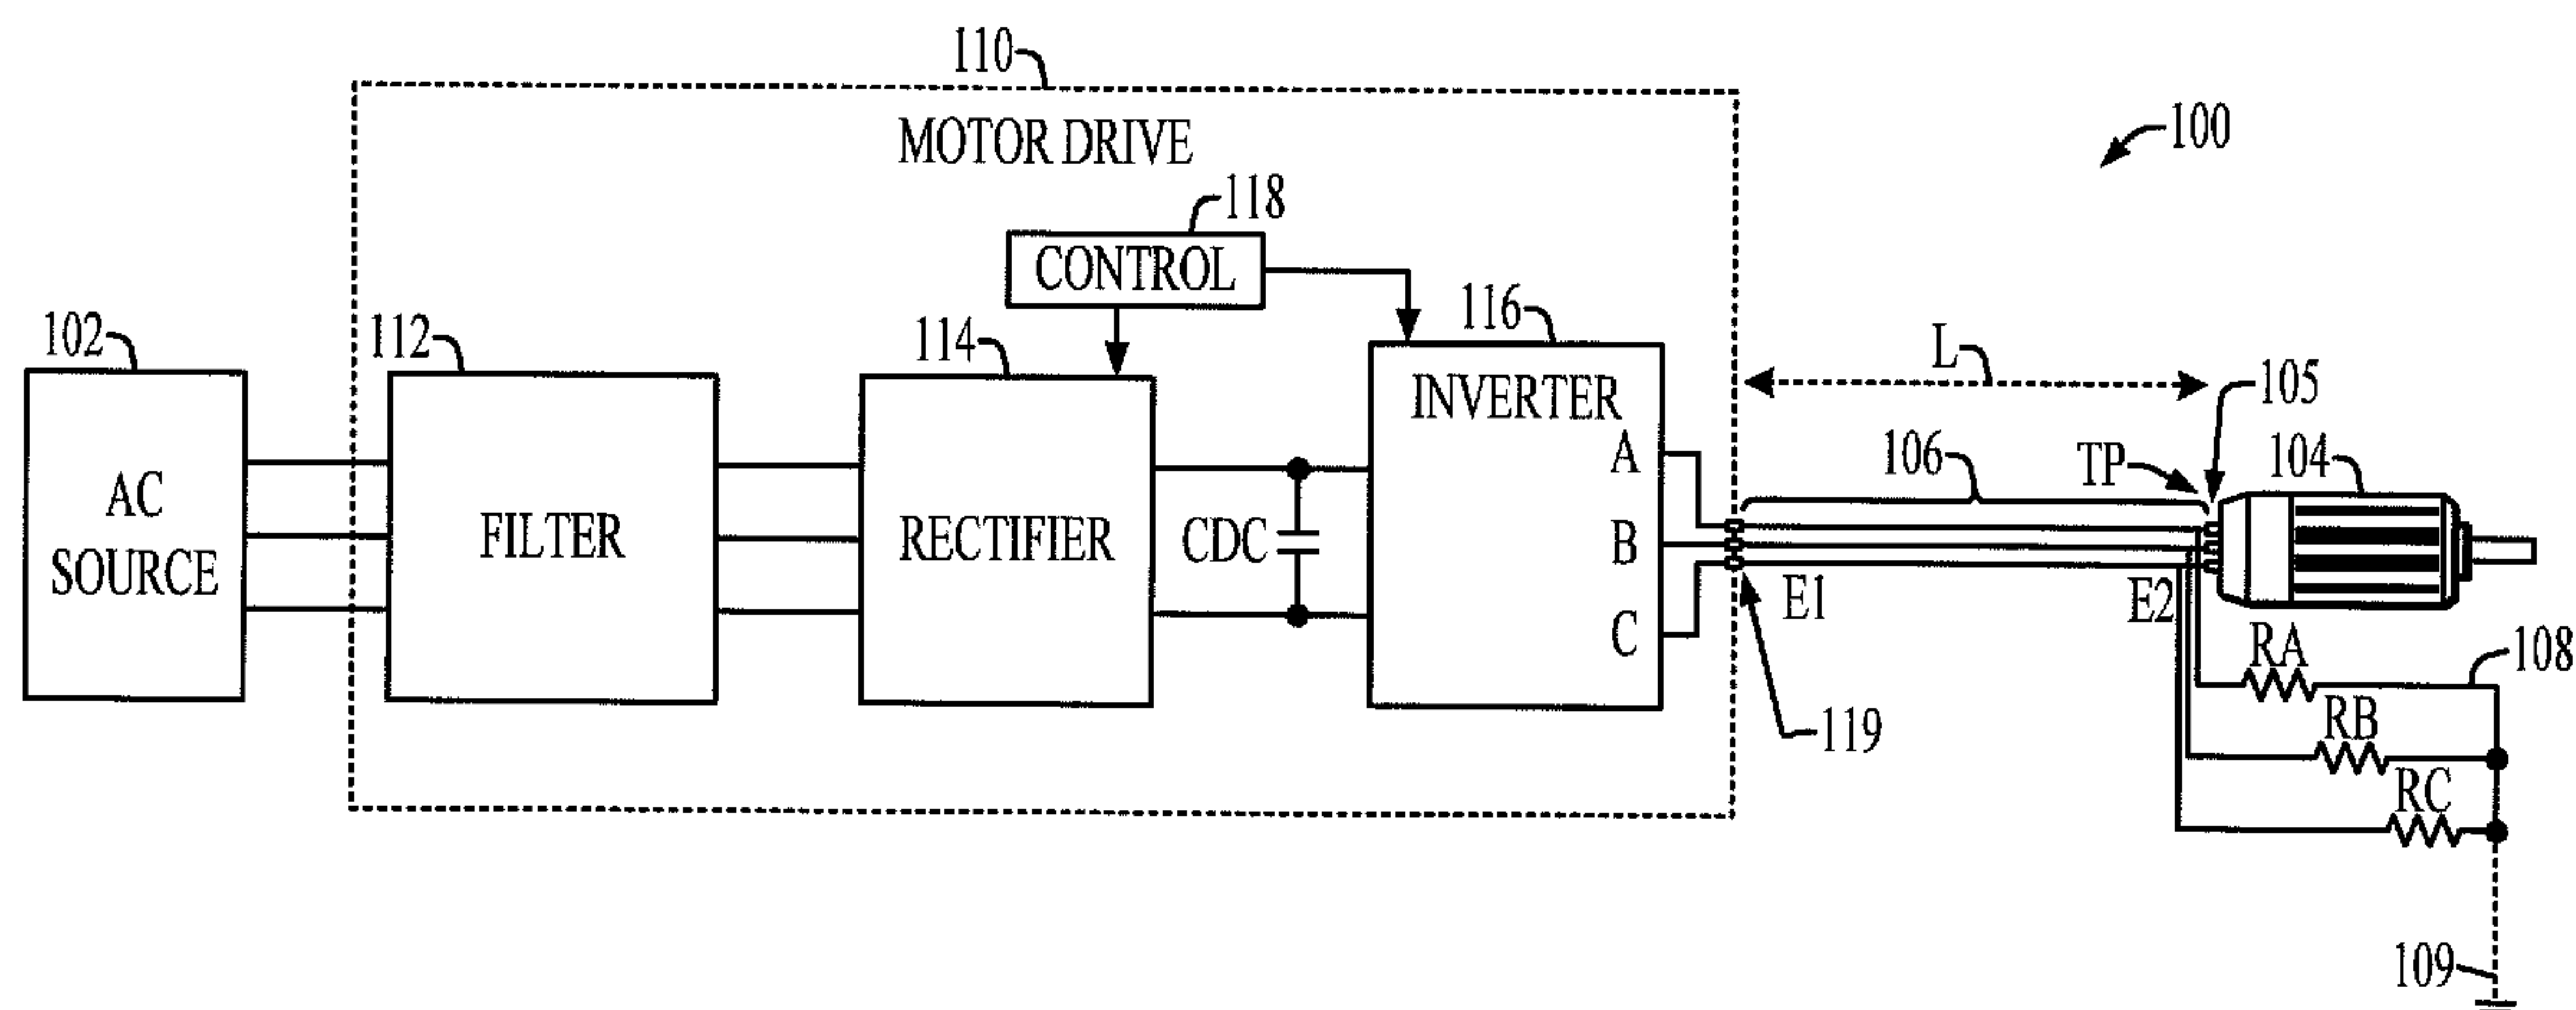 110
MOTOR DRIVE
100
118
CONTROL
102
112
114
116
L
105
AC
SOURCE
FILTER
RECTIFIER
CDC
INVERTER
A
B
C
106
TP
104
E1
E2
119
RA
108
RB
RC
109